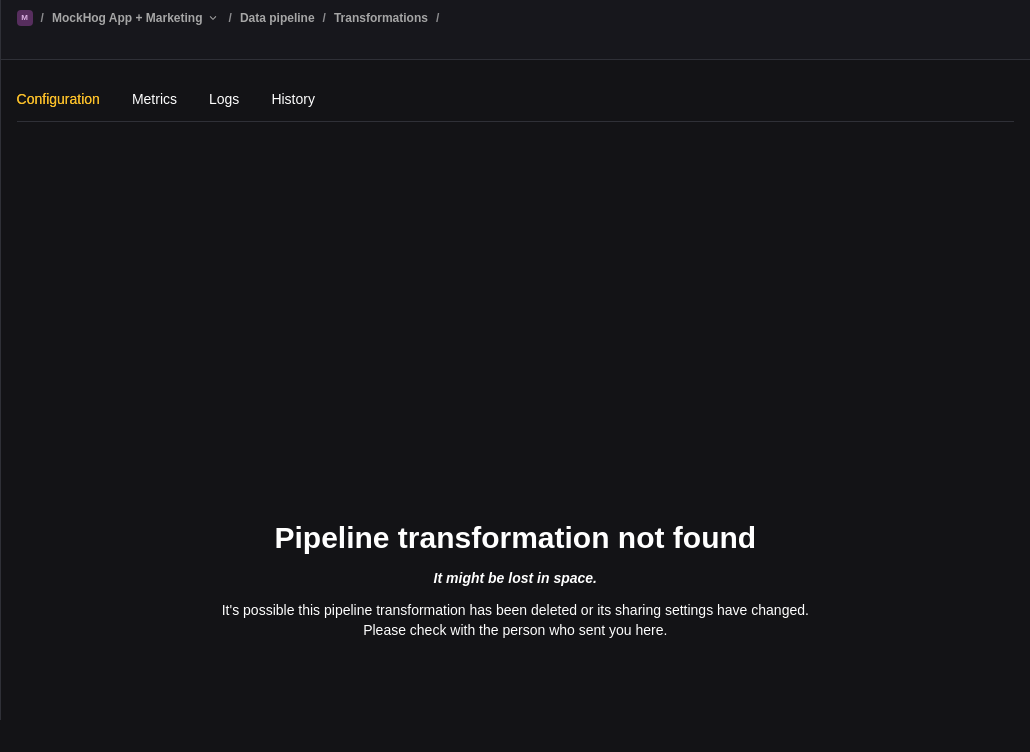 M / MockHog App + Marketing / Data pipeline / Transformations /
Configuration Metrics Logs History
Pipeline transformation not found
It might be lost in space.
It's possible this pipeline transformation has been deleted or its sharing settings have changed.
Please check with the person who sent you here.